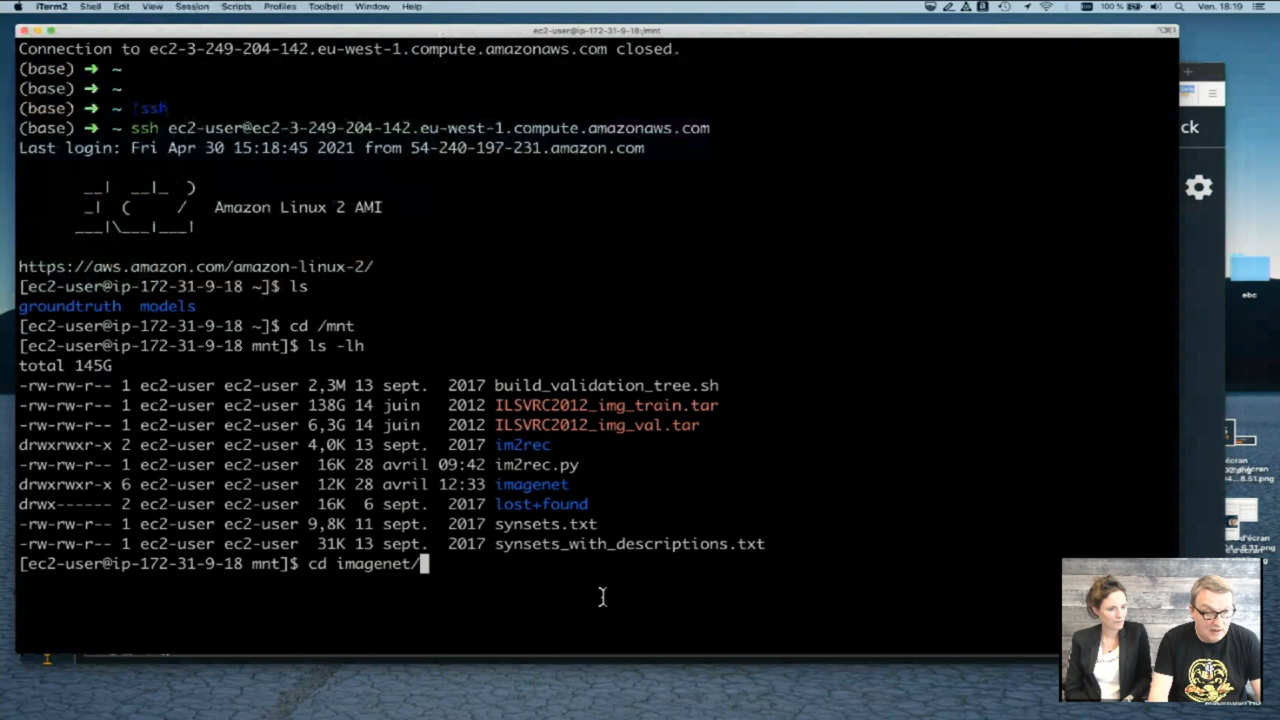 iTerm2 Shell Edit View Session Scripts Profiles Toolbelt Window Help 100 % Ven. 18:19
ec2-user@ip-172-31-9-18:/mnt
Connection to ec2-3-249-204-142.eu-west-1.compute.amazonaws.com closed.
(base) ➜ ~
(base) ➜ ~
(base) ➜ ~ !ssh
(base) ➜ ~ ssh ec2-user@ec2-3-249-204-142.eu-west-1.compute.amazonaws.com
Last login: Fri Apr 30 15:18:45 2021 from 54-240-197-231.amazon.com
__| __|_ )
_| ( / Amazon Linux 2 AMI
___|\___|___|
https://aws.amazon.com/amazon-linux-2/
[ec2-user@ip-172-31-9-18 ~]$ ls
groundtruth models
[ec2-user@ip-172-31-9-18 ~]$ cd /mnt
[ec2-user@ip-172-31-9-18 mnt]$ ls -lh
total 145G
-rw-rw-r-- 1 ec2-user ec2-user 2,3M 13 sept. 2017 build_validation_tree.sh
-rw-rw-r-- 1 ec2-user ec2-user 138G 14 juin 2012 ILSVRC2012_img_train.tar
-rw-rw-r-- 1 ec2-user ec2-user 6,3G 14 juin 2012 ILSVRC2012_img_val.tar
drwxrwxr-x 2 ec2-user ec2-user 4,0K 13 sept. 2017 im2rec
-rw-rw-r-- 1 ec2-user ec2-user 16K 28 avril 09:42 im2rec.py
drwxrwxr-x 6 ec2-user ec2-user 12K 28 avril 12:33 imagenet
drwx------ 2 ec2-user ec2-user 16K 6 sept. 2017 lost+found
-rw-rw-r-- 1 ec2-user ec2-user 9,8K 11 sept. 2017 synsets.txt
-rw-rw-r-- 1 ec2-user ec2-user 31K 13 sept. 2017 synsets_with_descriptions.txt
[ec2-user@ip-172-31-9-18 mnt]$ cd imagenet/
ck
ebc